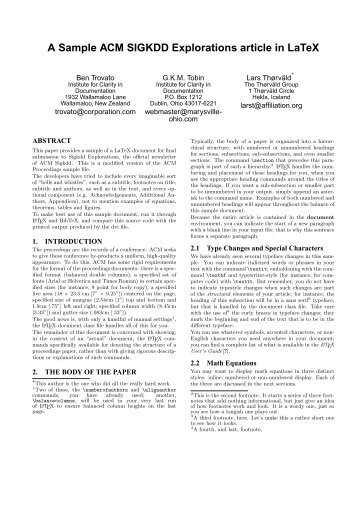 A Sample ACM SIGKDD Explorations article in LaTeX
Ben Trovato
Institute for Clarity in
Documentation
1932 Wallamaloo Lane
Wallamaloo, New Zealand
trovato@corporation.com
G.K.M. Tobin
Institute for Clarity in
Documentation
P.O. Box 1212
Dublin, Ohio 43017-6221
webmaster@marysville-
ohio.com
Lars Thørväld*
The Thørväld Group
1 Thørväld Circle
Hekla, Iceland
larst@affiliation.org
ABSTRACT
This paper provides a sample of a LaTeX document for final
submission to Sigkdd Explorations, the official newsletter
of ACM SIGKDD. This is a modified version of the ACM
Proceedings sample file.
The developers have tried to include every imaginable sort
of "bells and whistles", such as a subtitle, footnotes on title,
subtitle and authors, as well as in the text, and every op-
tional component (e.g. Acknowledgements, Additional Au-
thors, Appendices), not to mention examples of equations,
theorems, tables and figures.
To make best use of this sample document, run it through
LATEX and BibTeX, and compare this source code with the
printed output produced by the dvi file.
1. INTRODUCTION
The proceedings are the records of a conference. ACM seeks
to give these conference by-products a uniform, high-quality
appearance. To do this, ACM has some rigid requirements
for the format of the proceedings documents: there is a spec-
ified format (balanced double columns), a specified set of
fonts (Arial or Helvetica and Times Roman) in certain spec-
ified sizes (for instance, 9 point for body copy), a specified
live area (18 × 23.5 cm [7" × 9.25"]) centered on the page,
specified size of margins (2.54cm [1"] top and bottom and
1.9cm [.75"] left and right; specified column width (8.45cm
[3.33"]) and gutter size (.083cm [.33"]).
The good news is, with only a handful of manual settings¹,
the LATEX document class file handles all of this for you.
The remainder of this document is concerned with showing,
in the context of an "actual" document, the LATEX com-
mands specifically available for denoting the structure of a
proceedings paper, rather than with giving rigorous descrip-
tions or explanations of such commands.
2. THE BODY OF THE PAPER
*This author is the one who did all the really hard work.
¹Two of these, the \numberofauthors and \alignauthor
commands, you have already used; another,
\balancecolumns, will be used in your very last run
of LATEX to ensure balanced column heights on the last
page.
Typically, the body of a paper is organized into a hierar-
chical structure, with numbered or unnumbered headings
for sections, subsections, sub-subsections, and even smaller
sections. The command \section that precedes this para-
graph is part of such a hierarchy.² LATEX handles the num-
bering and placement of these headings for you, when you
use the appropriate heading commands around the titles of
the headings. If you want a sub-subsection or smaller part
to be unnumbered in your output, simply append an aster-
isk to the command name. Examples of both numbered and
unnumbered headings will appear throughout the balance of
this sample document.
Because the entire article is contained in the document
environment, you can indicate the start of a new paragraph
with a blank line in your input file; that is why this sentence
forms a separate paragraph.
2.1 Type Changes and Special Characters
We have already seen several typeface changes in this sam-
ple. You can indicate italicized words or phrases in your
text with the command \textit; emboldening with the com-
mand \textbf and typewriter-style (for instance, for com-
puter code) with \texttt. But remember, you do not have
to indicate typestyle changes when such changes are part
of the structural elements of your article; for instance, the
heading of this subsection will be in a sans serif³ typeface,
but that is handled by the document class file. Take care
with the use of⁴ the curly braces in typeface changes; they
mark the beginning and end of the text that is to be in the
different typeface.
You can use whatever symbols, accented characters, or non-
English characters you need anywhere in your document;
you can find a complete list of what is available in the LATEX
User's Guide[5].
2.2 Math Equations
You may want to display math equations in three distinct
styles: inline, numbered or non-numbered display. Each of
the three are discussed in the next sections.
²This is the second footnote. It starts a series of three foot-
notes that add nothing informational, but just give an idea
of how footnotes work and look. It is a wordy one, just so
you see how a longish one plays out.
³A third footnote, here. Let's make this a rather short one
to see how it looks.
⁴A fourth, and last, footnote.